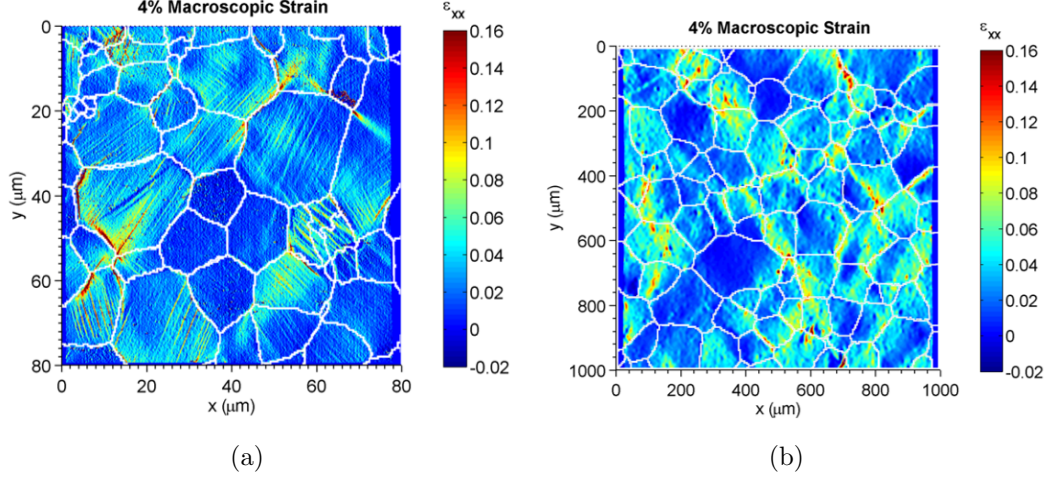 4% Macroscopic Strain
εxx
0
20
40
60
80
y (μm)
0 20 40 60 80
x (μm)
0.16
0.14
0.12
0.1
0.08
0.06
0.04
0.02
0
-0.02
(a)
4% Macroscopic Strain
εxx
0
200
400
600
800
1000
y (μm)
0 200 400 600 800 1000
x (μm)
0.16
0.14
0.12
0.1
0.08
0.06
0.04
0.02
0
-0.02
(b)